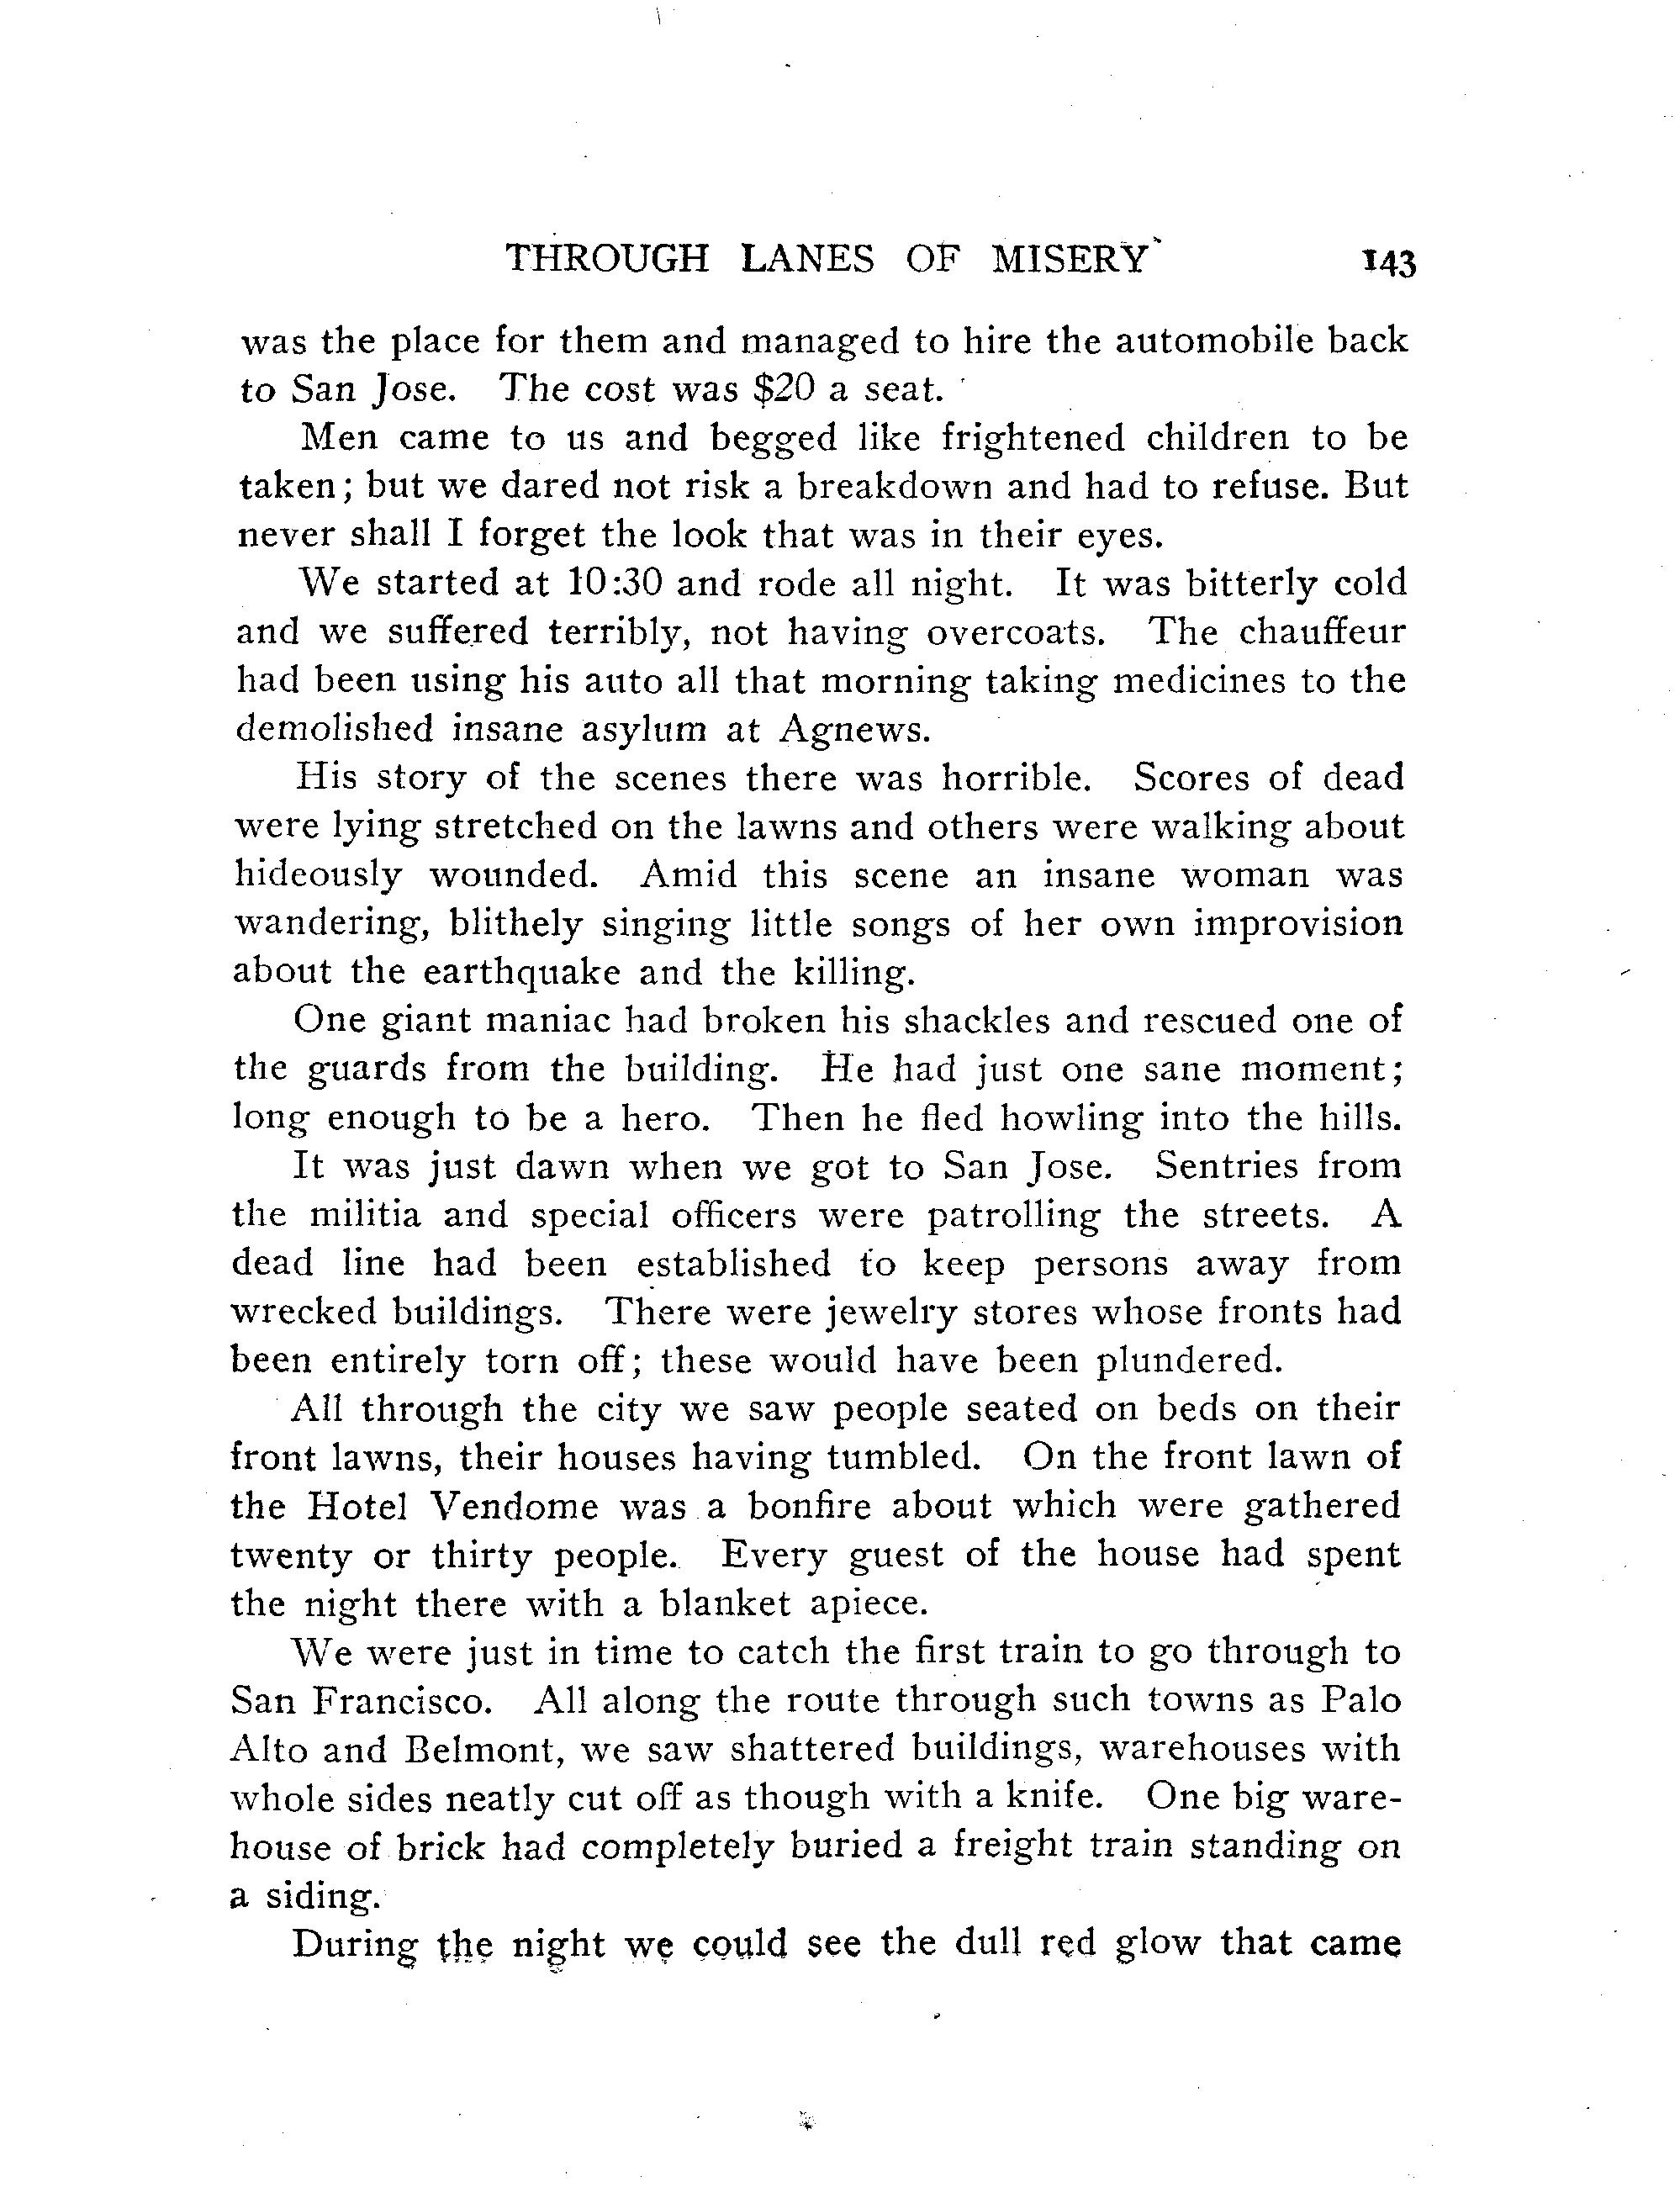 THROUGH LANES OF MISERY 143
was the place for them and managed to hire the automobile back
to San Jose. The cost was $20 a seat.
Men came to us and begged like frightened children to be
taken; but we dared not risk a breakdown and had to refuse. But
never shall I forget the look that was in their eyes.
We started at 10:30 and rode all night. It was bitterly cold
and we suffered terribly, not having overcoats. The chauffeur
had been using his auto all that morning taking medicines to the
demolished insane asylum at Agnews.
His story of the scenes there was horrible. Scores of dead
were lying stretched on the lawns and others were walking about
hideously wounded. Amid this scene an insane woman was
wandering, blithely singing little songs of her own improvision
about the earthquake and the killing.
One giant maniac had broken his shackles and rescued one of
the guards from the building. He had just one sane moment;
long enough to be a hero. Then he fled howling into the hills.
It was just dawn when we got to San Jose. Sentries from
the militia and special officers were patrolling the streets. A
dead line had been established to keep persons away from
wrecked buildings. There were jewelry stores whose fronts had
been entirely torn off; these would have been plundered.
All through the city we saw people seated on beds on their
front lawns, their houses having tumbled. On the front lawn of
the Hotel Vendome was a bonfire about which were gathered
twenty or thirty people. Every guest of the house had spent
the night there with a blanket apiece.
We were just in time to catch the first train to go through to
San Francisco. All along the route through such towns as Palo
Alto and Belmont, we saw shattered buildings, warehouses with
whole sides neatly cut off as though with a knife. One big ware-
house of brick had completely buried a freight train standing on
a siding.
During the night we could see the dull red glow that came